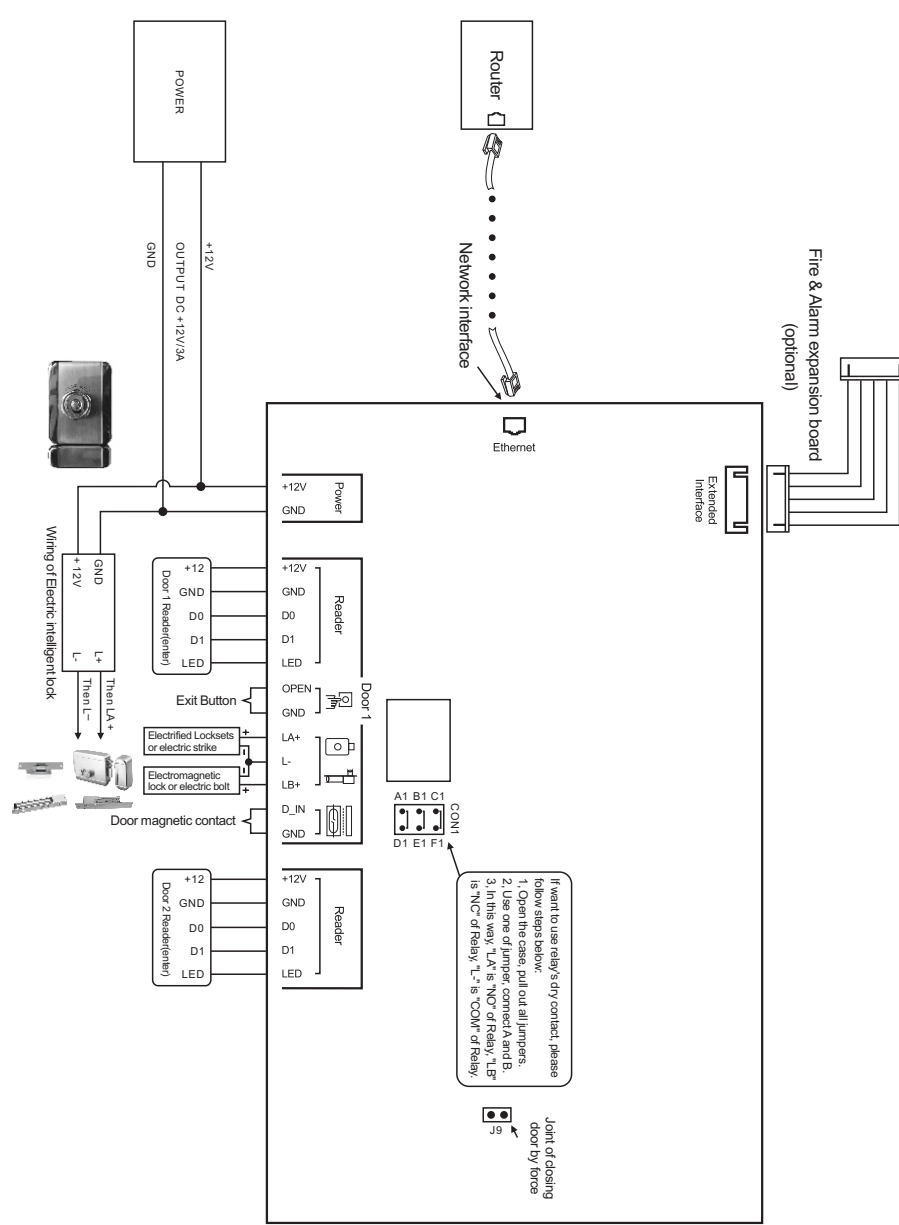 POWER
+12V
OUTPUT DC +12V/3A
GND
Router
Network interface
Fire & Alarm expansion board
(optional)
Ethernet
Extended
Interface
Power
+12V
GND
Wiring of Electric intelligent lock
GND
+ 12V
L+
L-
Then LA +
Then L–
Door 1 Reader(enter)
+12
GND
D0
D1
LED
+12V
GND
D0
D1
LED
Reader
Door 1
Exit Button
OPEN
GND
Electrified Locksets
or electric strike
+
-
LA+
L-
Electromagnetic
lock or electric bolt
-
+
LB+
Door magnetic contact
D_IN
GND
A1 B1 C1
CON1
D1 E1 F1
If want to use relay's dry contact, please
follow steps below:
1, Open the case, pull out all jumpers.
2, Use one of jumper, connect A and B.
3, In this way, "LA" is "NO" of Relay, "LB"
is "NC" of Relay, "L-" is "COM" of Relay.
Door 2 Reader(enter)
+12
GND
D0
D1
LED
+12V
GND
D0
D1
LED
Reader
J9
Joint of closing
door by force